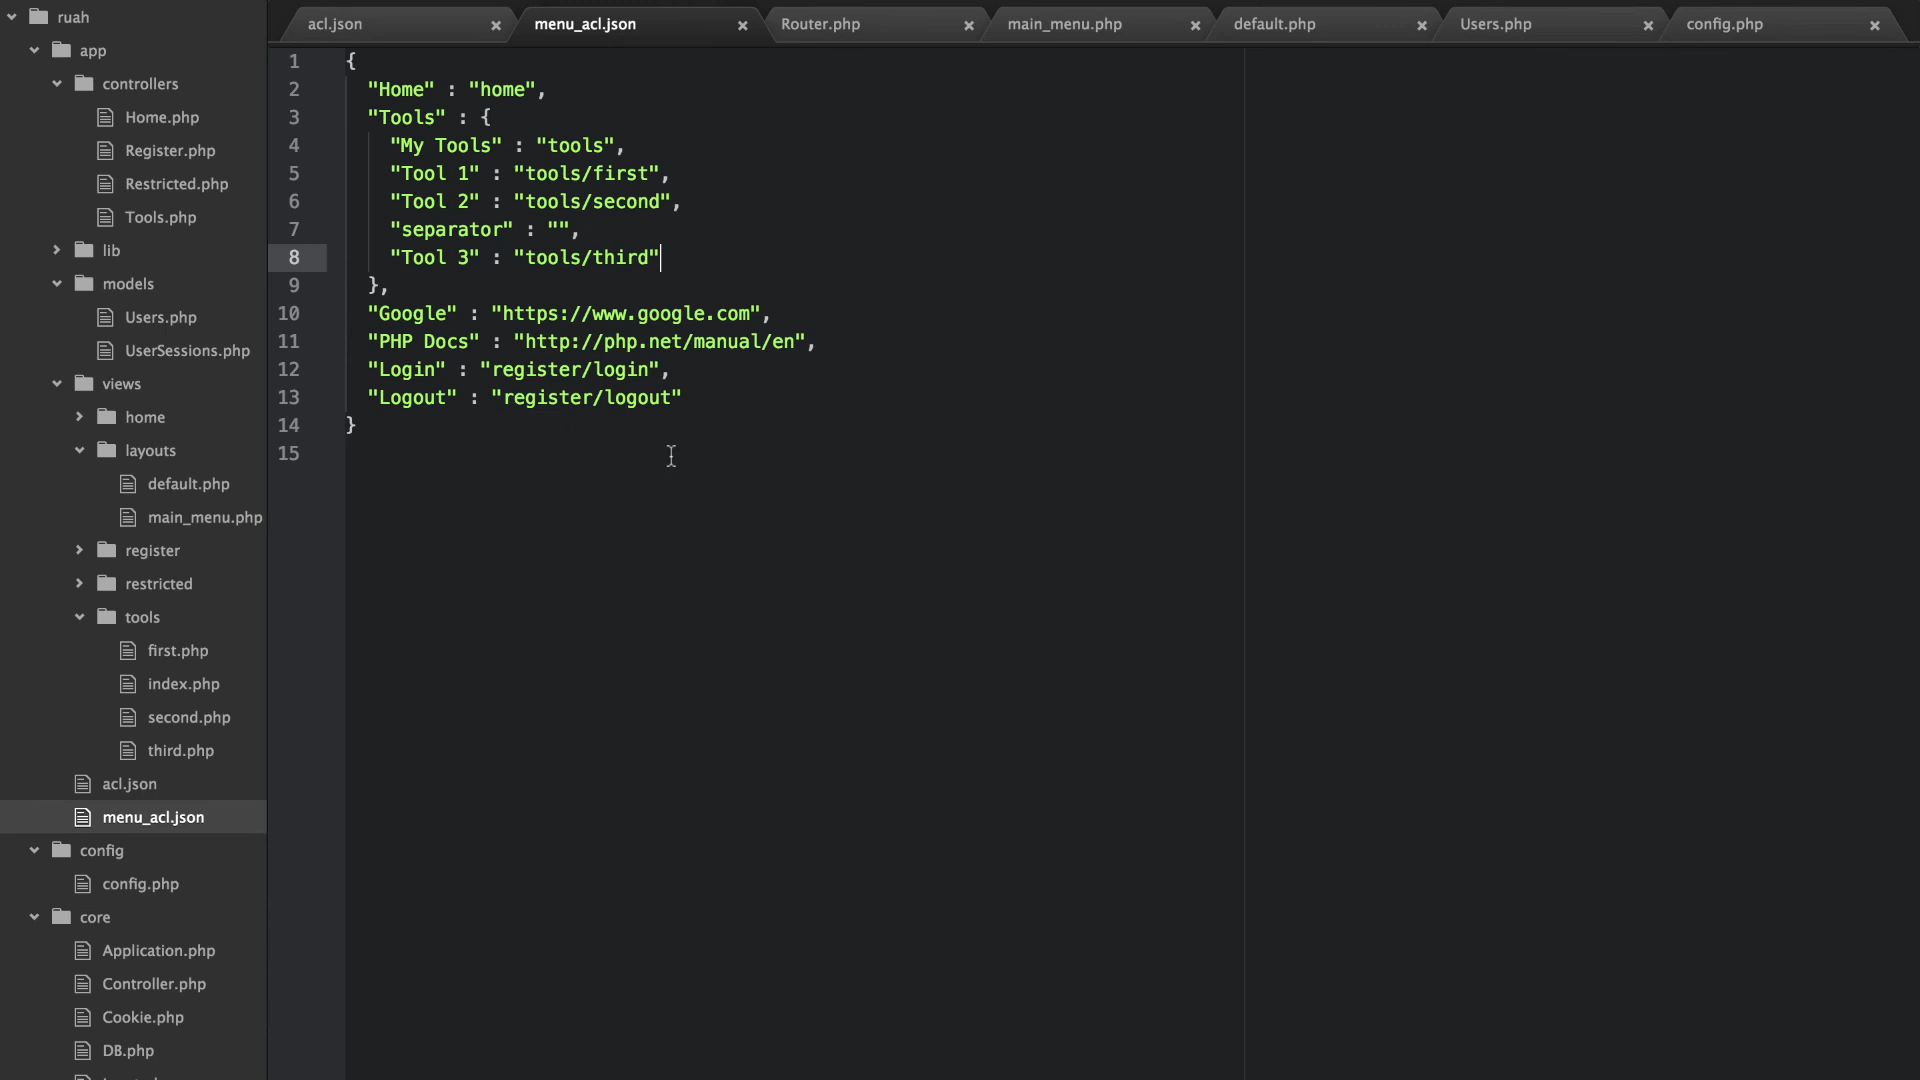 ruah
app
controllers
Home.php
Register.php
Restricted.php
Tools.php
lib
models
Users.php
UserSessions.php
views
home
layouts
default.php
main_menu.php
register
restricted
tools
first.php
index.php
second.php
third.php
acl.json
menu_acl.json
config
config.php
core
Application.php
Controller.php
Cookie.php
DB.php
acl.json × menu_acl.json × Router.php × main_menu.php × default.php × Users.php × config.php ×
1 {
2 "Home" : "home",
3 "Tools" : {
4 "My Tools" : "tools",
5 "Tool 1" : "tools/first",
6 "Tool 2" : "tools/second",
7 "separator" : "",
8 "Tool 3" : "tools/third"
9 },
10 "Google" : "https://www.google.com",
11 "PHP Docs" : "http://php.net/manual/en",
12 "Login" : "register/login",
13 "Logout" : "register/logout"
14 }
15